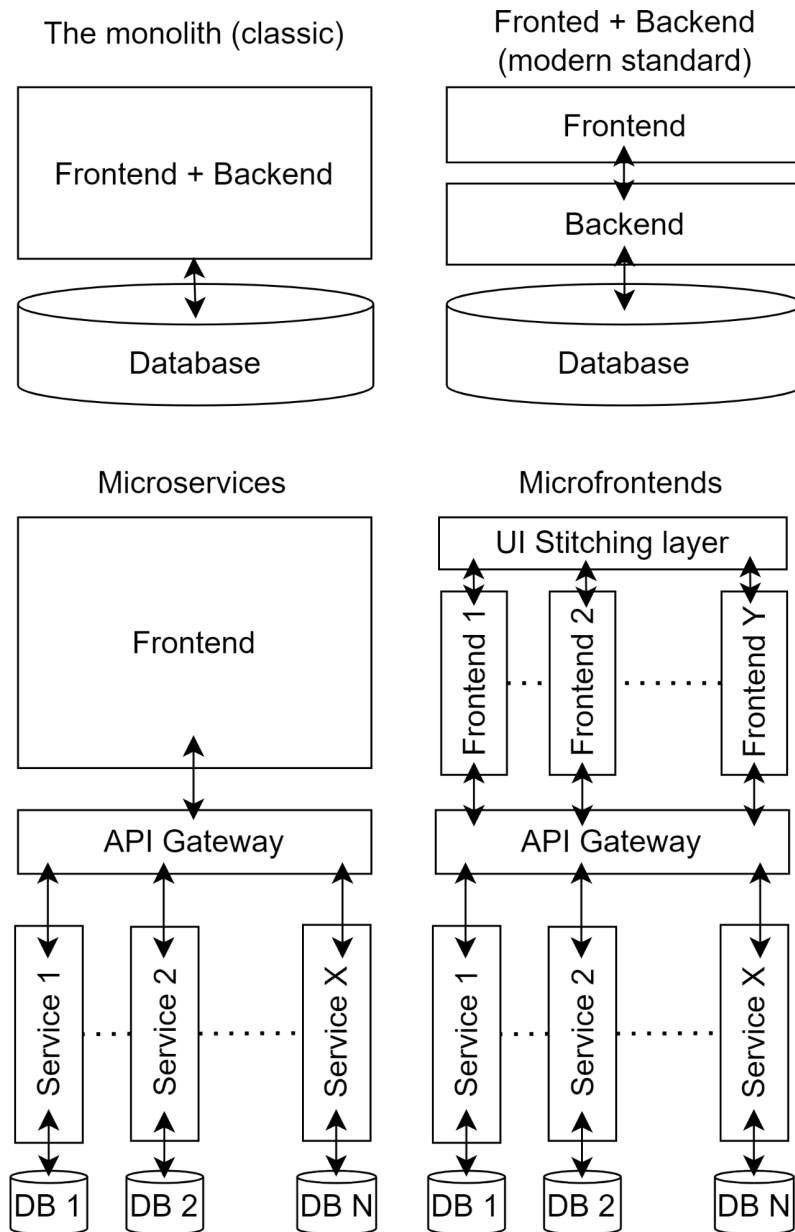 The monolith (classic)
Frontend + Backend
Database
Fronted + Backend
(modern standard)
Frontend
Backend
Database
Microservices
Frontend
API Gateway
Service 1
Service 2
Service X
DB 1
DB 2
DB N
Microfrontends
UI Stitching layer
Frontend 1
Frontend 2
Frontend Y
API Gateway
Service 1
Service 2
Service X
DB 1
DB 2
DB N